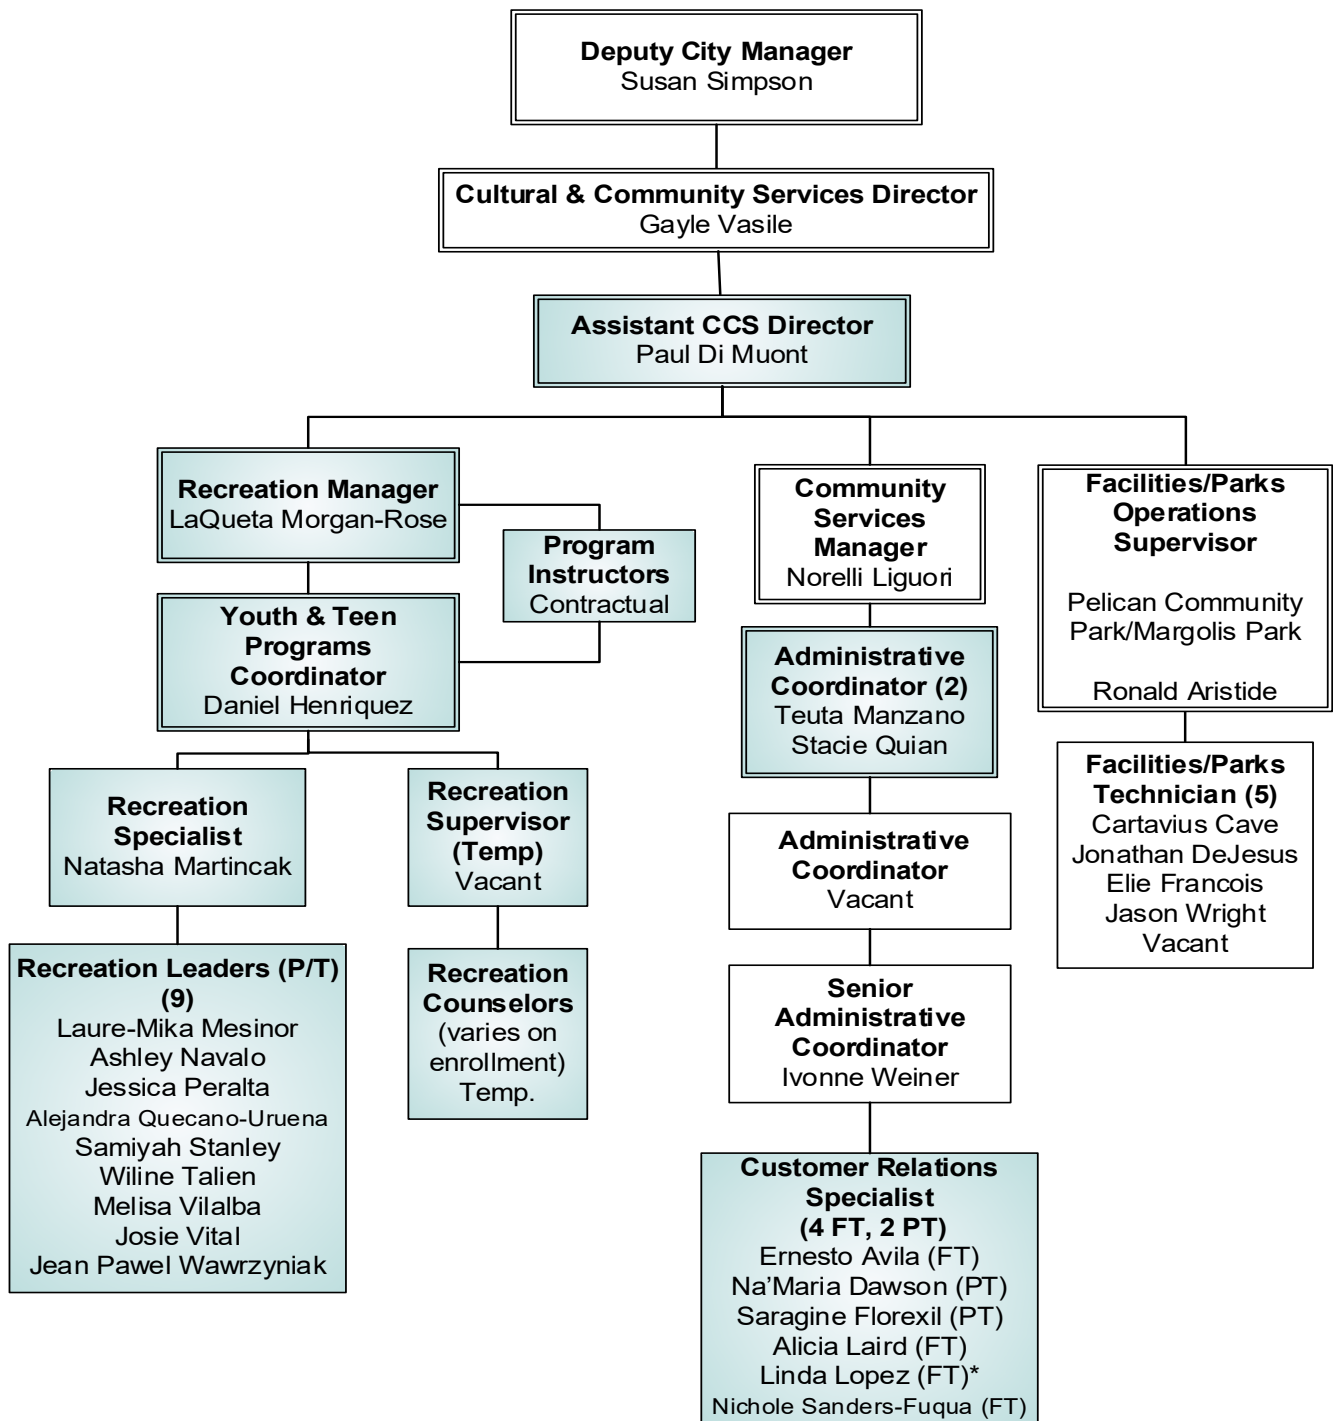 Deputy City Manager
Susan Simpson
Cultural & Community Services Director
Gayle Vasile
Assistant CCS Director
Paul Di Muont
Recreation Manager
LaQueta Morgan-Rose
Program
Instructors
Contractual
Youth & Teen
Programs
Coordinator
Daniel Henriquez
Recreation
Specialist
Natasha Martincak
Recreation Leaders (P/T)
(9)
Laure-Mika Mesinor
Ashley Navalo
Jessica Peralta
Alejandra Quecano-Uruena
Samiyah Stanley
Wiline Talien
Melisa Vilalba
Josie Vital
Jean Pawel Wawrzyniak
Recreation
Supervisor
(Temp)
Vacant
Recreation
Counselors
(varies on
enrollment)
Temp.
Community
Services
Manager
Norelli Liguori
Administrative
Coordinator (2)
Teuta Manzano
Stacie Quian
Administrative
Coordinator
Vacant
Senior
Administrative
Coordinator
Ivonne Weiner
Customer Relations
Specialist
(4 FT, 2 PT)
Ernesto Avila (FT)
Na’Maria Dawson (PT)
Saragine Florexil (PT)
Alicia Laird (FT)
Linda Lopez (FT)*
Nichole Sanders-Fuqua (FT)
Facilities/Parks
Operations
Supervisor
Pelican Community
Park/Margolis Park
Ronald Aristide
Facilities/Parks
Technician (5)
Cartavius Cave
Jonathan DeJesus
Elie Francois
Jason Wright
Vacant